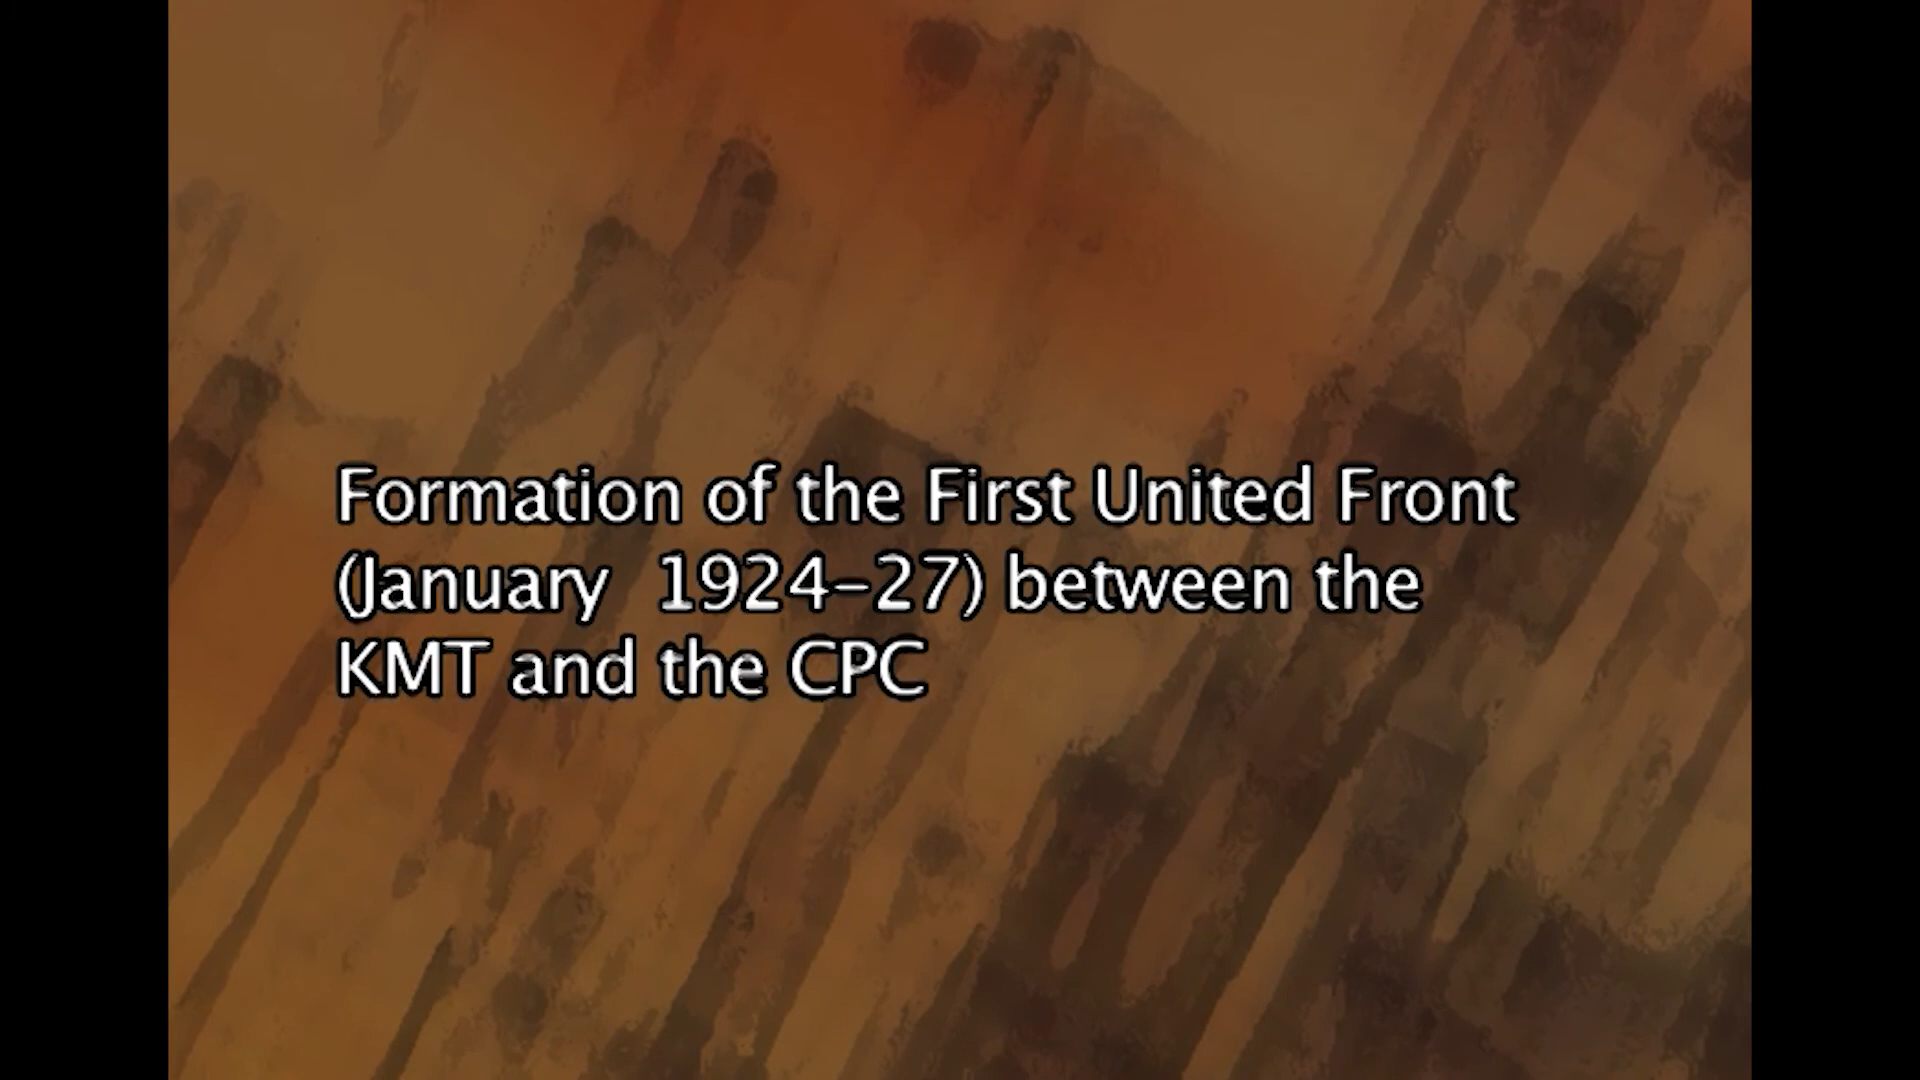 Formation of the First United Front
(January  1924–27) between the
KMT and the CPC